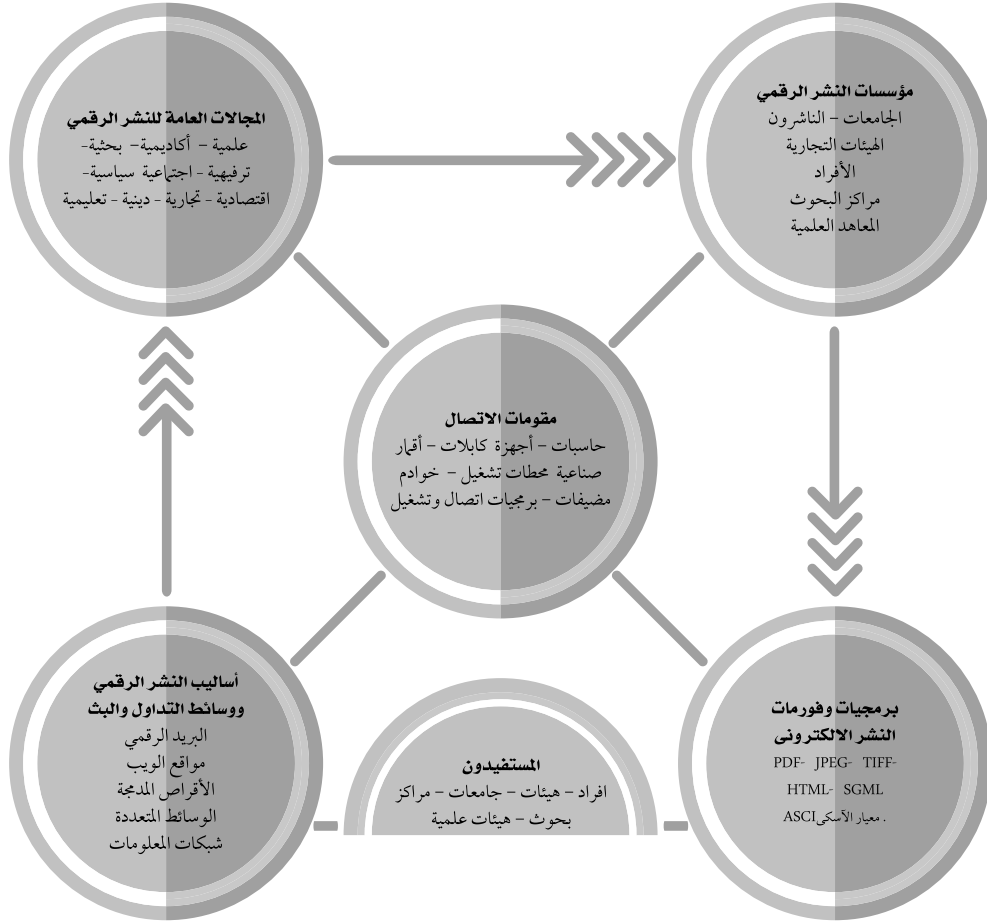 مؤسسات النشر الرقمي
الجامعات – الناشرون
الهيئات التجارية
الأفراد
مراكز البحوث
المعاهد العلمية
المجالات العامة للنشر الرقمي
علمية – أكاديمية– بحثية-
ترفيهية - اجتماعية سياسية-
اقتصادية - تجارية - دينية - تعليمية
مقومات الاتصال
حاسبات – أجهزة كابلات – أقمار
صناعية محطات تشغيل – خوادم
مضيفات – برمجيات اتصال وتشغيل
برمجيات وفورمات
النشر الالكترونى
PDF- JPEG- TIFF-
HTML- SGML
ASCI معيار الآسكى .
المستفيدون
افراد – هيئات – جامعات – مراكز
بحوث – هيئات علمية
أساليب النشر الرقمي
ووسائط التداول والبث
البريد الرقمي
مواقع الويب
الأقراص المدمجة
الوسائط المتعددة
شبكات المعلومات